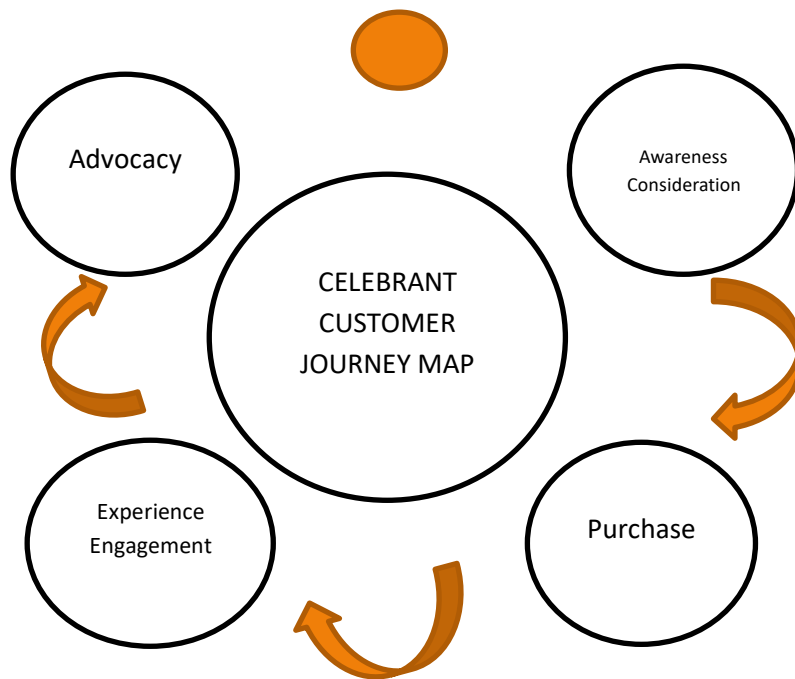 Advocacy
Awareness
Consideration
CELEBRANT
CUSTOMER
JOURNEY MAP
Experience
Engagement
Purchase